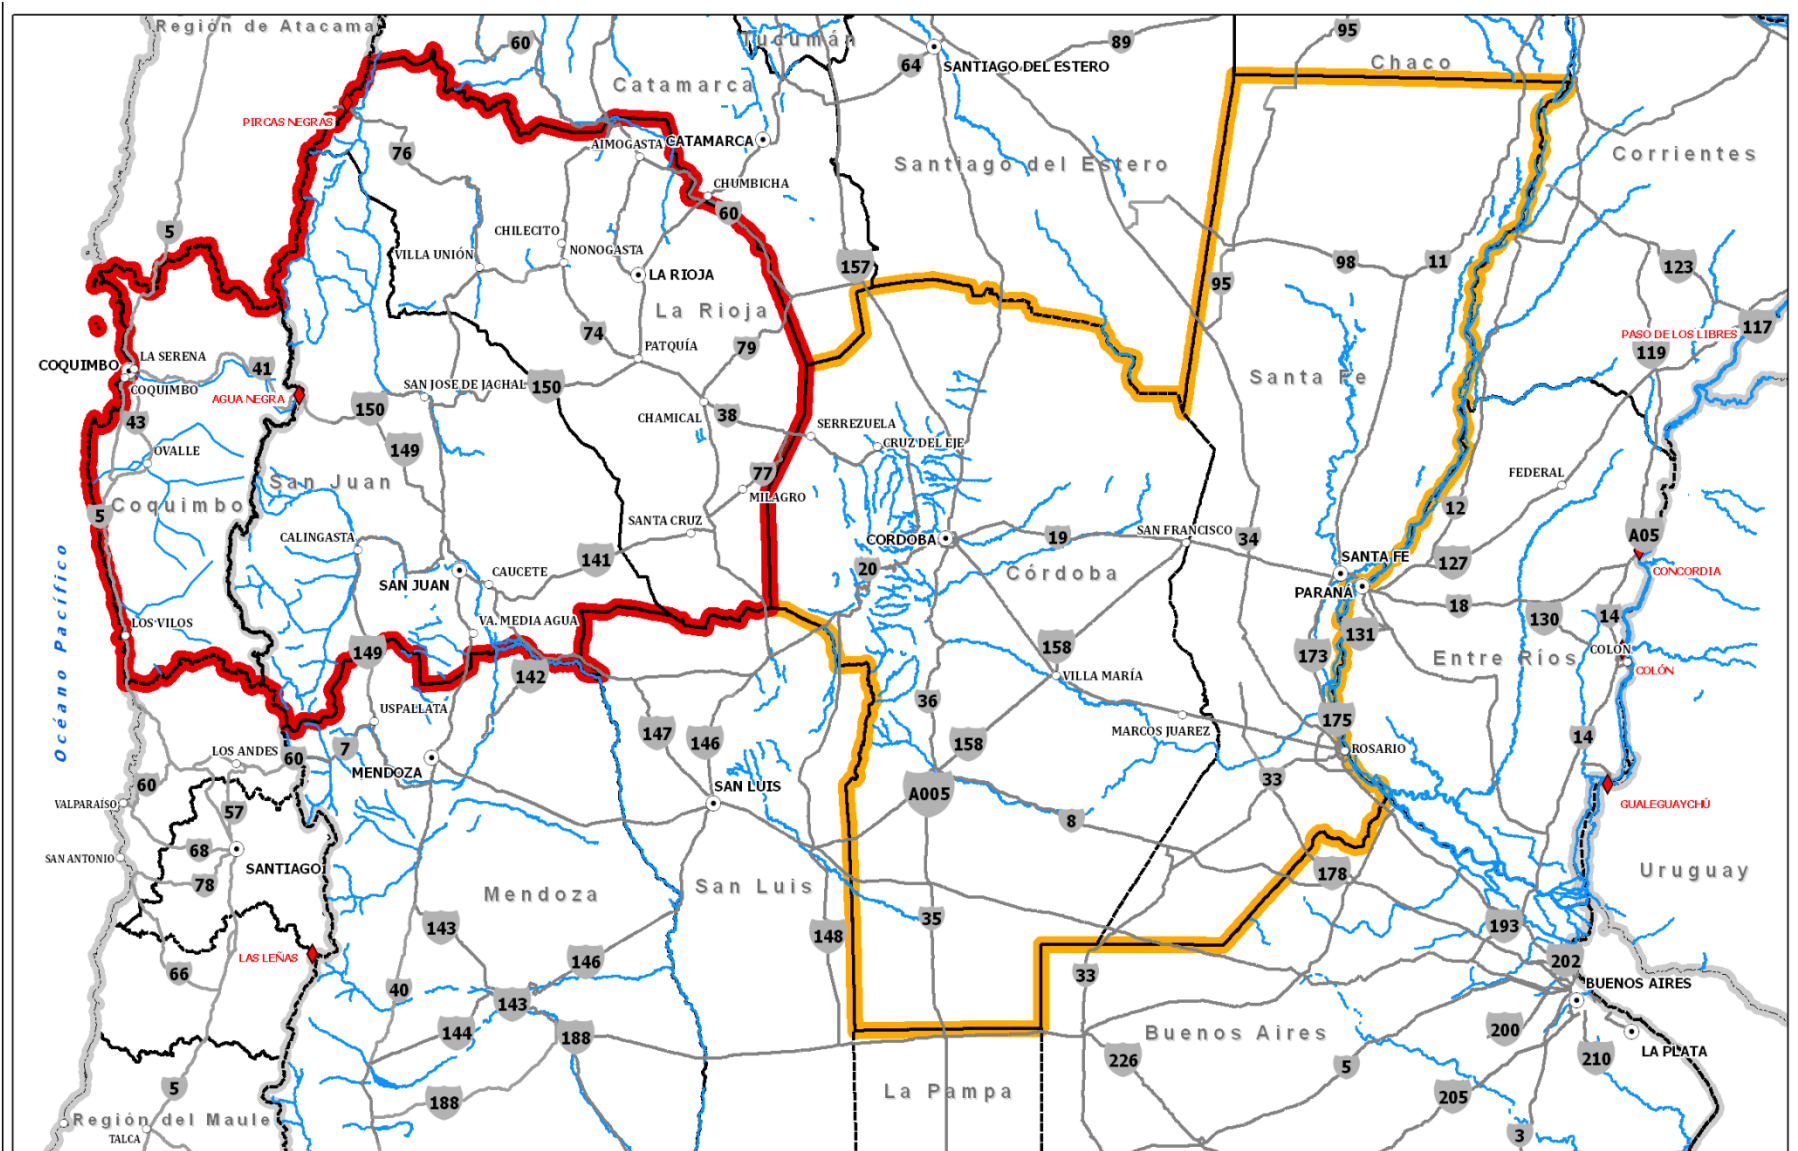 Región de Atacama
60
Tucumán
64
SANTIAGO DEL ESTERO
89
95
Chaco
Catamarca
PIRCAS NEGRAS
76
AIMOGASTA
CATAMARCA
Santiago del Estero
Corrientes
CHUMBICHA
60
5
CHILECITO
NONOGASTA
VILLA UNIÓN
LA RIOJA
157
95
98
11
123
La Rioja
74
79
PATQUÍA
PASO DE LOS LIBRES
117
119
COQUIMBO
LA SERENA
41
COQUIMBO
AGUA NEGRA
150
SAN JOSE DE JACHAL
150
Santa Fe
43
CHAMICAL
38
SERREZUELA
CRUZ DEL EJE
149
OVALLE
San Juan
77
MILAGRO
FEDERAL
Coquimbo
5
12
SANTA CRUZ
CALINGASTA
CORDOBA
19
SAN FRANCISCO
34
A05
141
SANTA FE
127
CONCORDIA
SAN JUAN
CAUCETE
20
Córdoba
PARANÁ
18
130
14
LOS VILOS
VA. MEDIA AGUA
131
149
158
173
Entre Ríos
COLÓN
COLÓN
142
VILLA MARÍA
Océano Pacífico
USPALLATA
36
147
146
158
MARCOS JUAREZ
175
ROSARIO
14
LOS ANDES
60
7
MENDOZA
60
33
SAN LUIS
A005
GUALEGUAYCHÚ
VALPARAÍSO
57
8
68
SAN ANTONIO
SANTIAGO
78
Mendoza
San Luis
178
Uruguay
143
35
193
148
LAS LEÑAS
66
146
33
202
40
143
BUENOS AIRES
144
188
Buenos Aires
200
LA PLATA
226
210
5
5
La Pampa
188
205
Región del Maule
TALCA
3